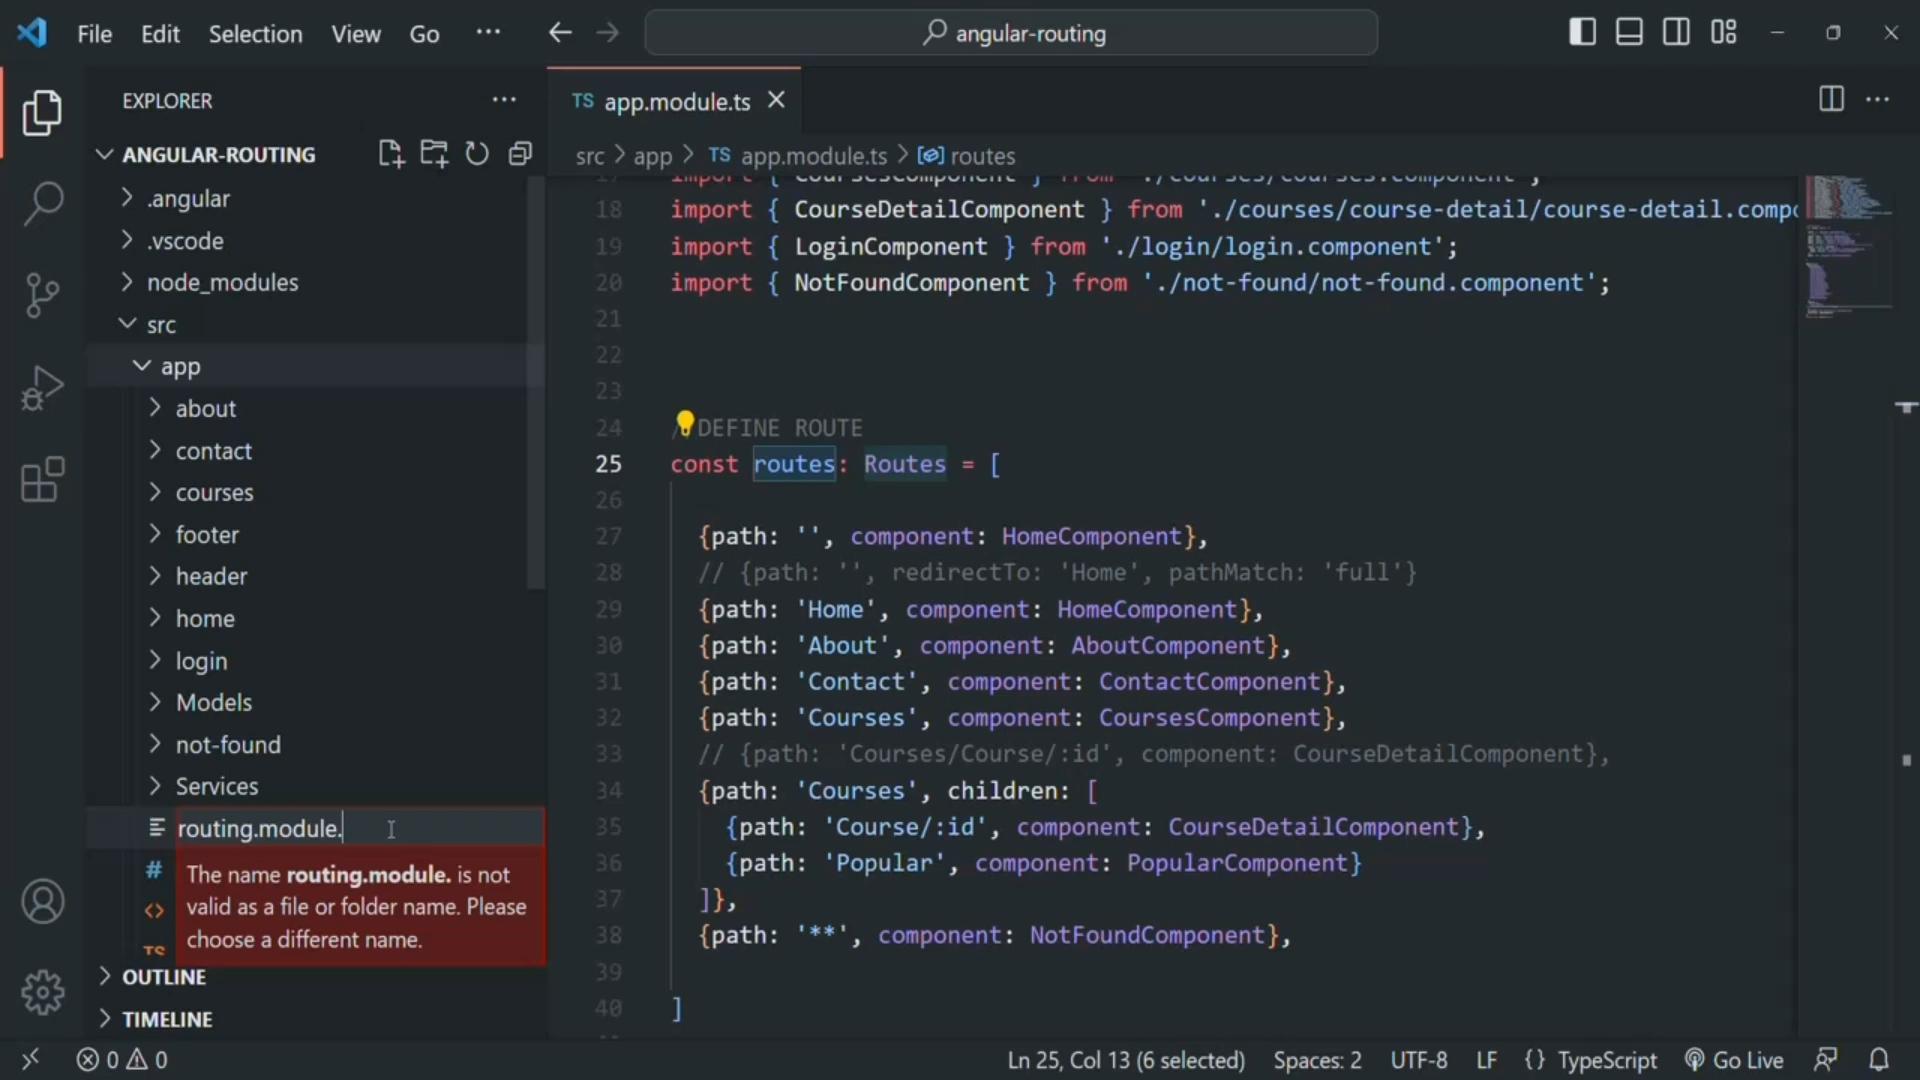 File Edit Selection View Go ··· angular-routing
EXPLORER ···
TS app.module.ts
ANGULAR-ROUTING
src > app > TS app.module.ts > routes
.angular
.vscode
node_modules
src
app
about
contact
courses
footer
header
home
login
Models
not-found
Services
routing.module.
The name routing.module. is not
valid as a file or folder name. Please
choose a different name.
#
<>
TS
OUTLINE
TIMELINE
17 import { CoursesComponent } from './courses/courses.component';
18 import { CourseDetailComponent } from './courses/course-detail/course-detail.compo
19 import { LoginComponent } from './login/login.component';
20 import { NotFoundComponent } from './not-found/not-found.component';
21
22
23
24 /DEFINE ROUTE
25 const routes: Routes = [
26
27 {path: '', component: HomeComponent},
28 // {path: '', redirectTo: 'Home', pathMatch: 'full'}
29 {path: 'Home', component: HomeComponent},
30 {path: 'About', component: AboutComponent},
31 {path: 'Contact', component: ContactComponent},
32 {path: 'Courses', component: CoursesComponent},
33 // {path: 'Courses/Course/:id', component: CourseDetailComponent},
34 {path: 'Courses', children: [
35 {path: 'Course/:id', component: CourseDetailComponent},
36 {path: 'Popular', component: PopularComponent}
37 ]},
38 {path: '**', component: NotFoundComponent},
39
40 ]
0 0 Ln 25, Col 13 (6 selected) Spaces: 2 UTF-8 LF {} TypeScript Go Live